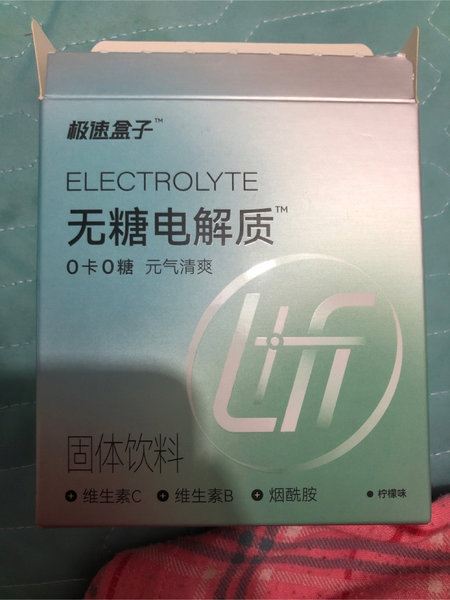 极速盒子™
ELECTROLYTE
无糖电解质™
0卡0糖 元气清爽
固体饮料
维生素C 维生素B 烟酰胺 柠檬味